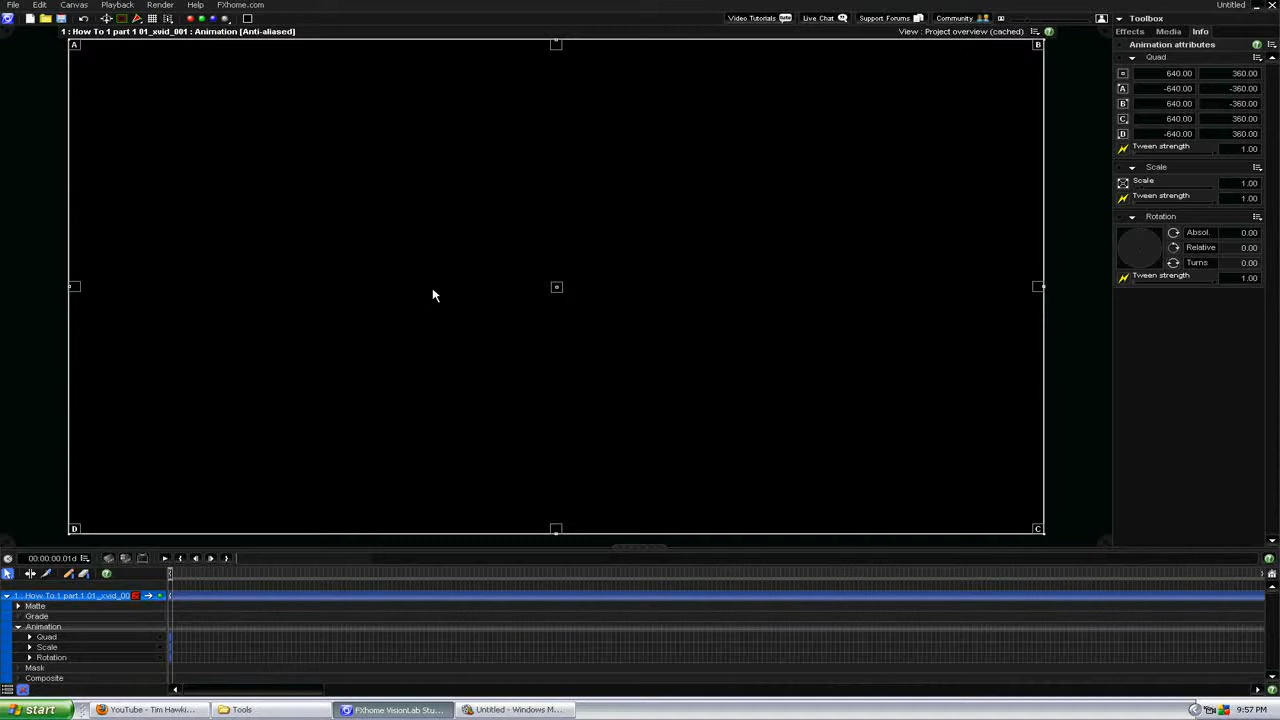 File Edit Canvas Playback Render Help FXhome.com Untitled
Video Tutorials Live Chat Support Forums Community Toolbox
1 : How To 1 part 1 01_xvid_001 : Animation [Anti-aliased] View : Project overview (cached) Effects Media Info
A B Animation attributes
Quad
640.00 360.00
A -640.00 -360.00
B 640.00 -360.00
C 640.00 360.00
D -640.00 360.00
Tween strength 1.00
Scale
Scale 1.00
Tween strength 1.00
Rotation
Absol. 0.00
Relative 0.00
Turns 0.00
Tween strength 1.00
D C
00:00:00.01d
1 : How To 1 part 1 01_xvid_00
Matte
Grade
Animation
Quad
Scale
Rotation
Mask
Composite
start YouTube - Tim Hawki... Tools FXhome VisionLab Stu... Untitled - Windows M... 9:57 PM